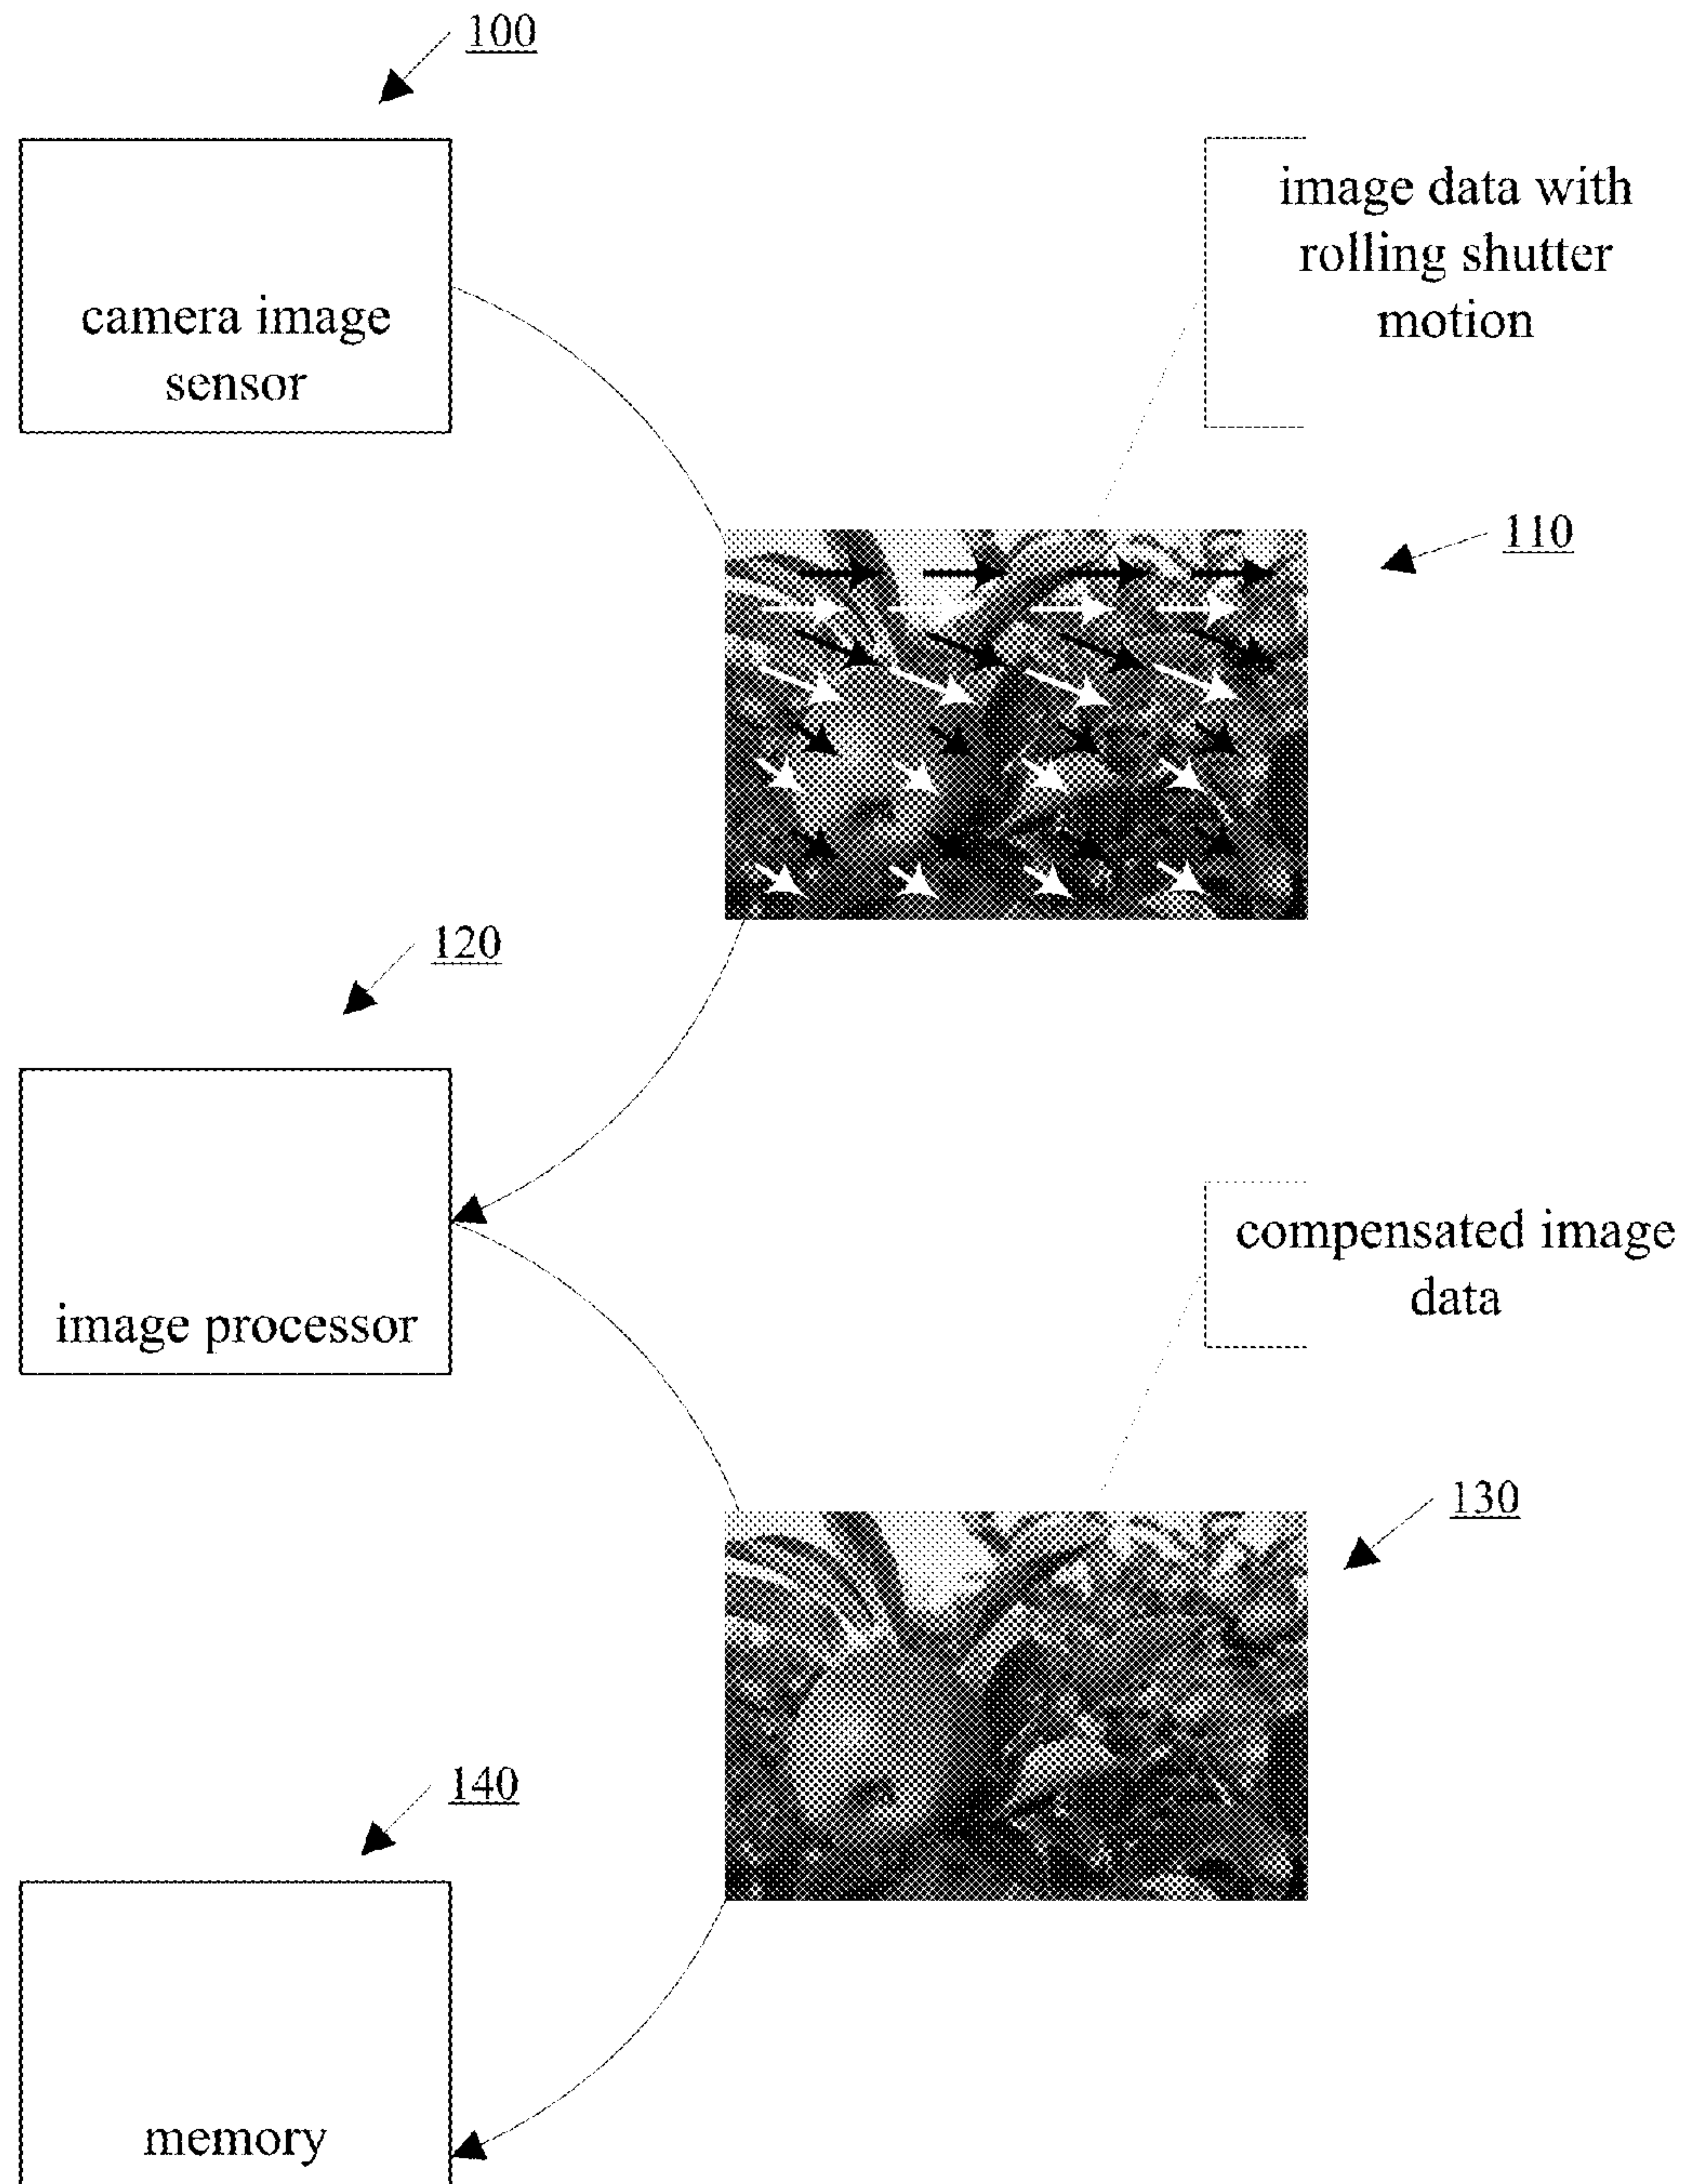 100
camera image
sensor
image data with
rolling shutter
motion
110
120
image processor
compensated image
data
130
140
memory